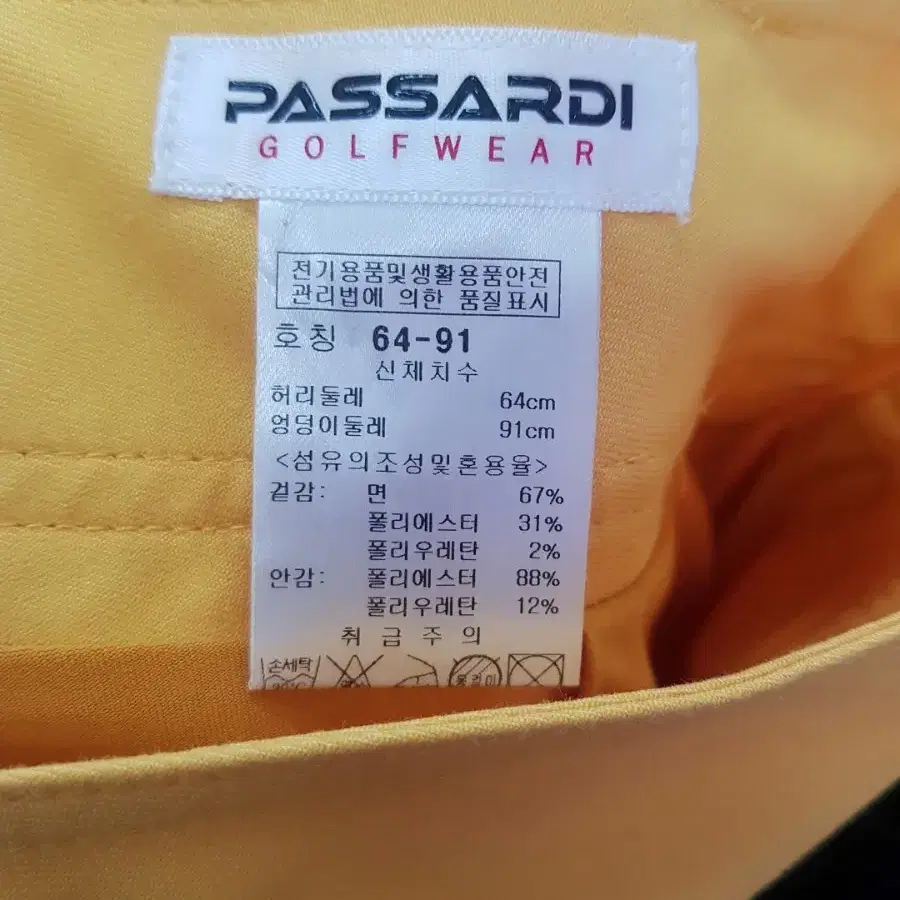 PASSARDI
GOLFWEAR
전기용품및생활용품안전
관리법에 의한 품질표시
호칭 64-91
신체치수
허리둘레 64cm
엉덩이둘레 91cm
<섬유의조성및혼용율>
겉감: 면 67%
폴리에스터 31%
폴리우레탄 2%
안감: 폴리에스터 88%
폴리우레탄 12%
취급주의
손세탁